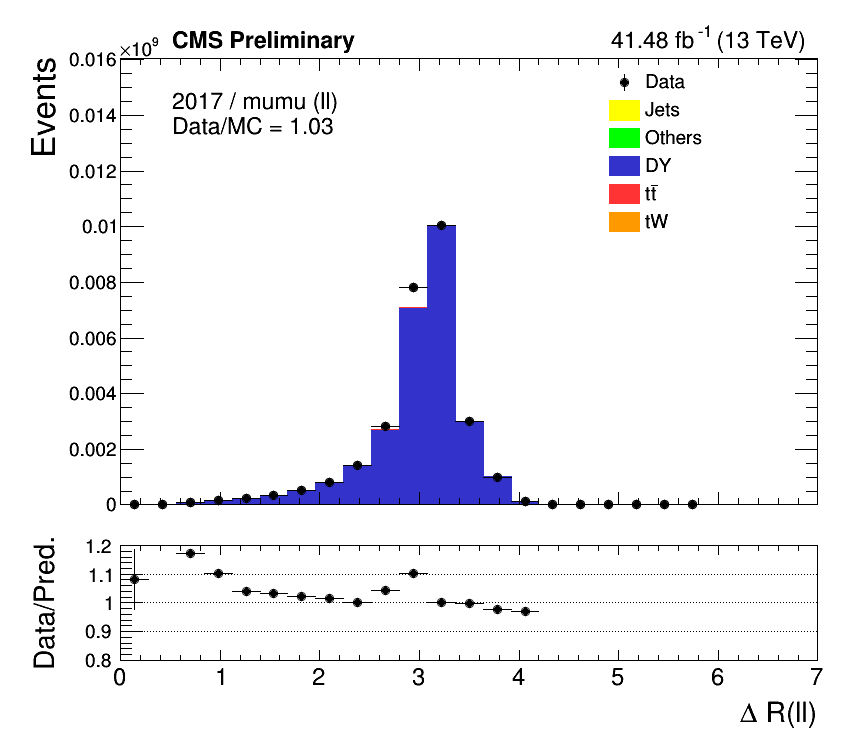 ×10⁹ CMS Preliminary 41.48 fb⁻¹ (13 TeV)
Events
0.016
0.014
0.012
0.01
0.008
0.006
0.004
0.002
0
2017 / mumu (ll)
Data/MC = 1.03
Data
Jets
Others
DY
tt̄
tW
Data/Pred.
1.2
1.1
1
0.9
0.8
0 1 2 3 4 5 6 7
Δ R(ll)